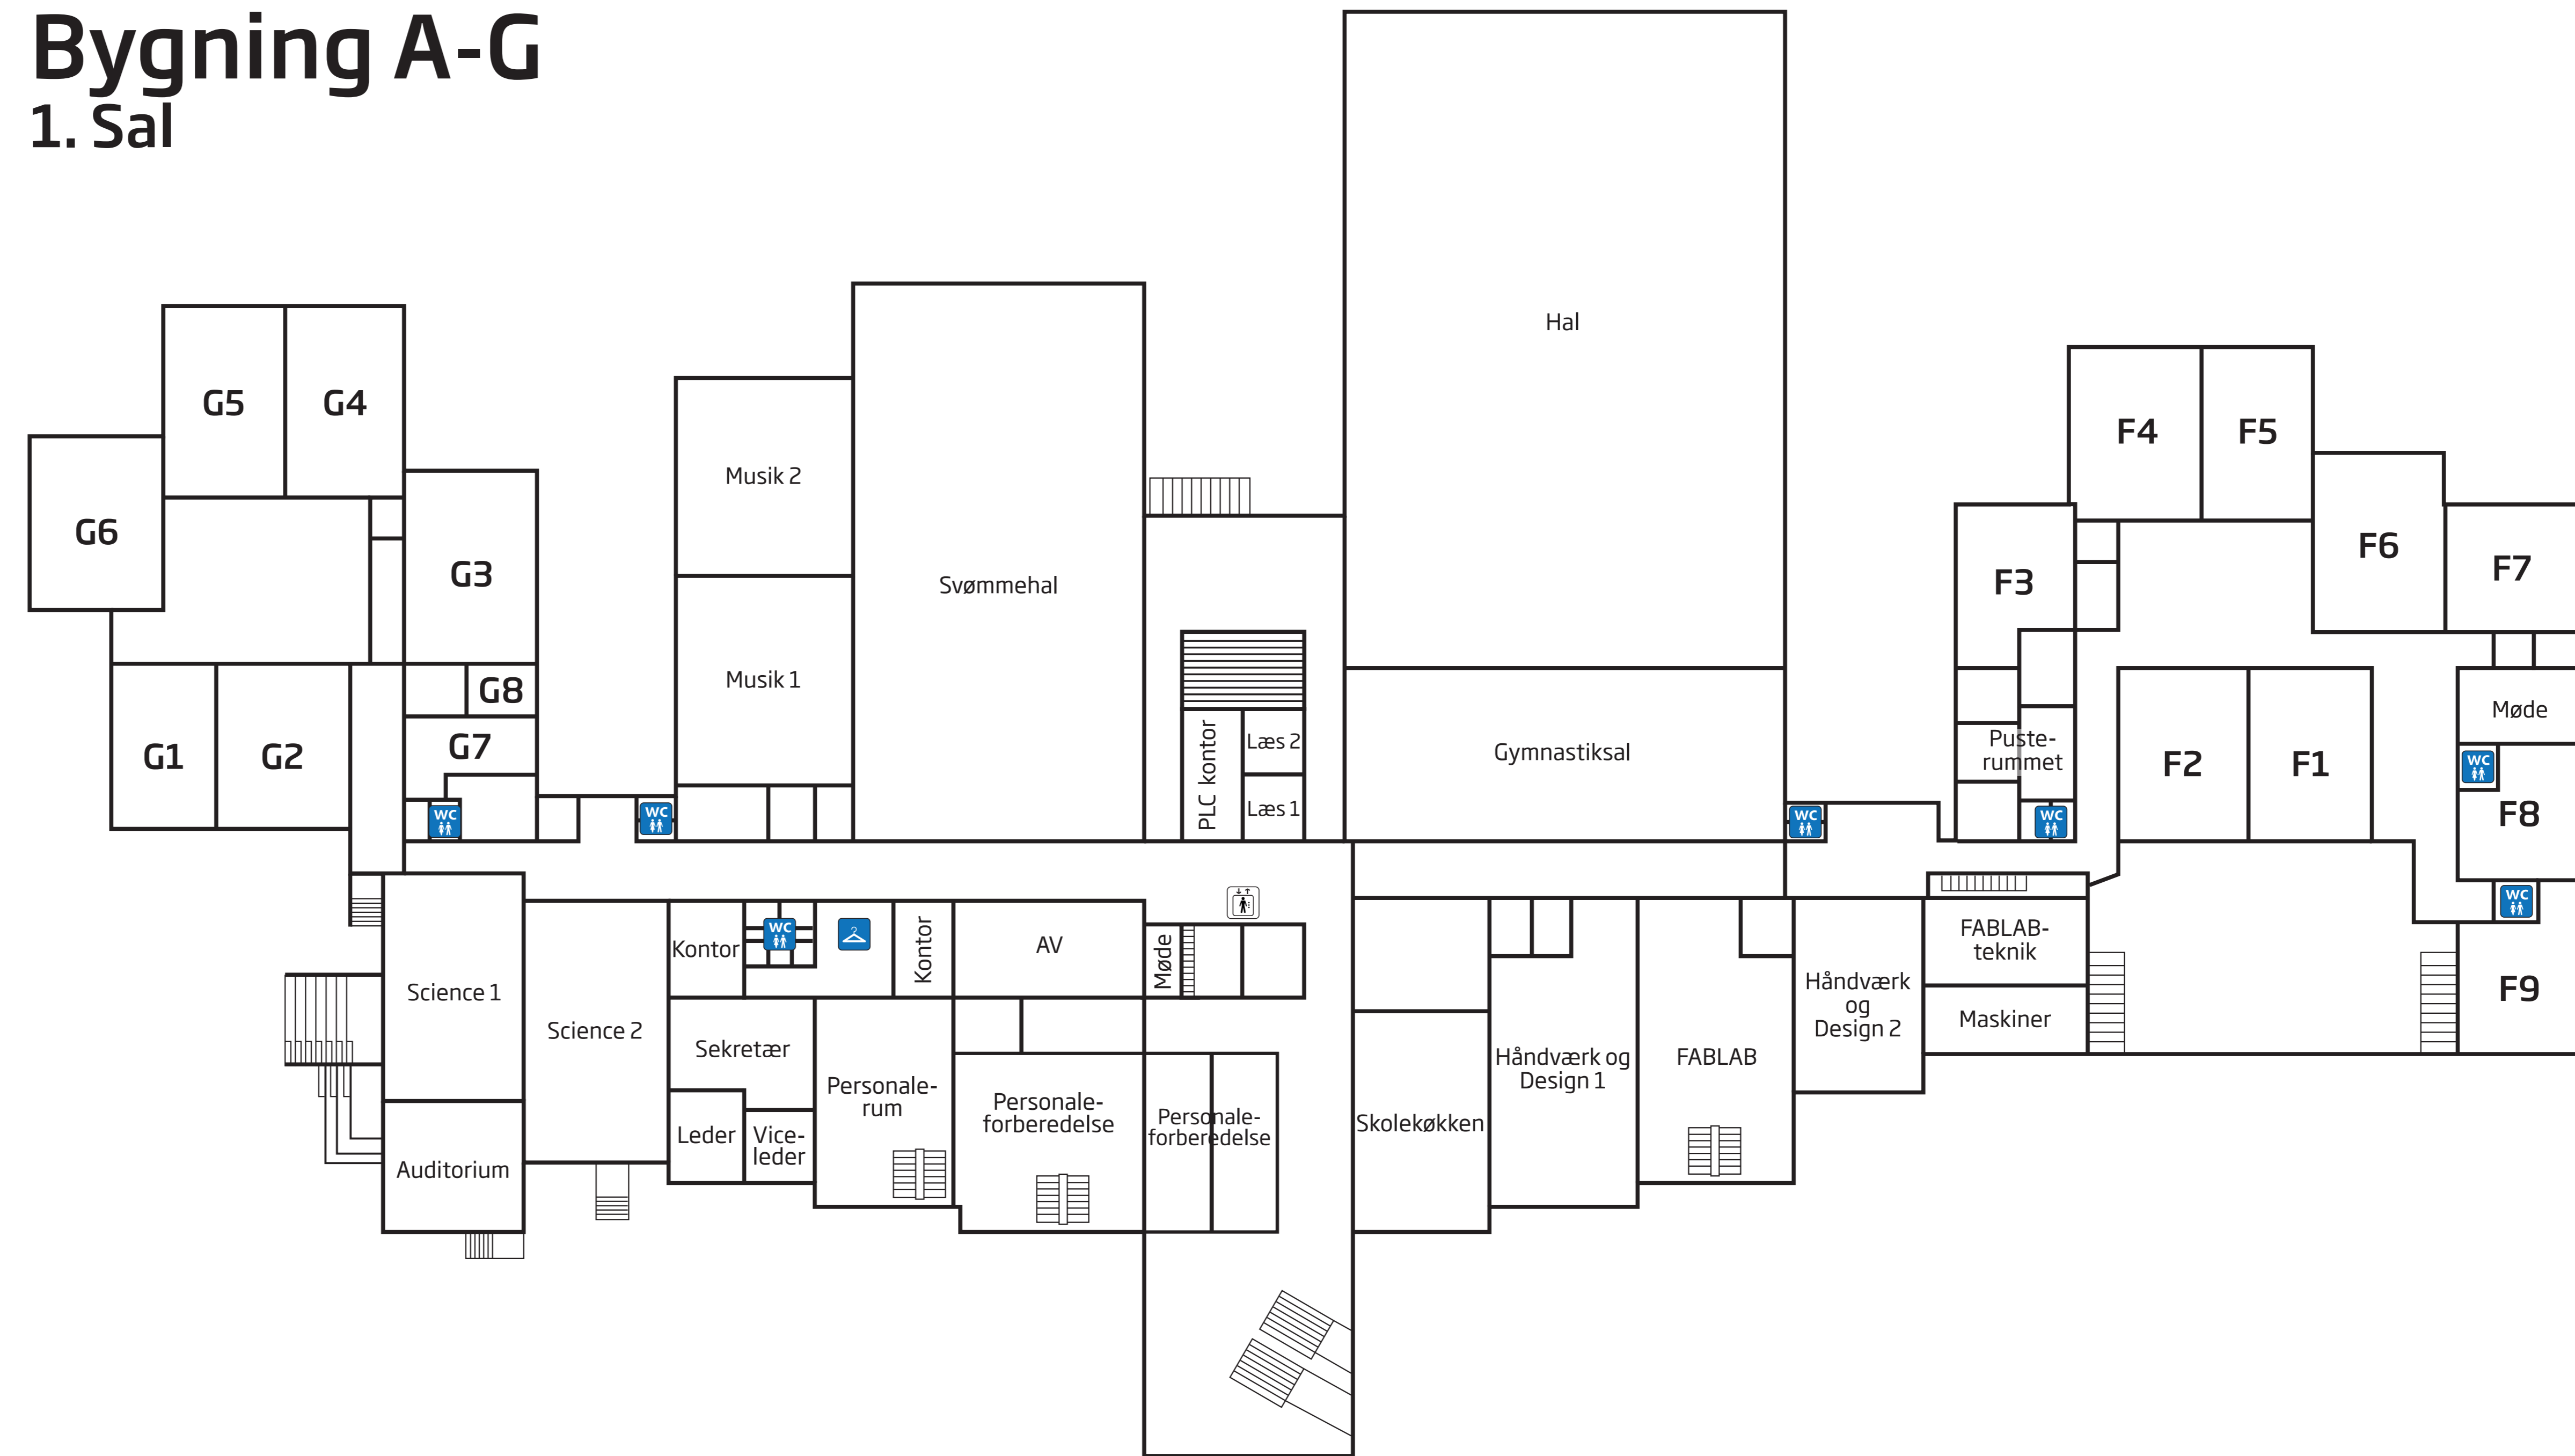 Bygning A-G
1. Sal
Hal
G5
G4
F4
F5
Musik 2
G6
F6
F7
G3
Svømmehal
F3
Musik 1
G8
G7
G1
G2
PLC kontor
Læs 2
Læs 1
Gymnastiksal
Puste-
rummet
F2
F1
Møde
WC
F8
WC
WC
WC
WC
WC
Science 1
Science 2
Kontor
WC
Kontor
AV
Møde
FABLAB-
teknik
Håndværk
og
Design 2
Maskiner
F9
Sekretær
Personale-
rum
Personale-
forberedelse
Personale-
forberedelse
Skolekøkken
Håndværk og
Design 1
FABLAB
Leder
Vice-
leder
Auditorium